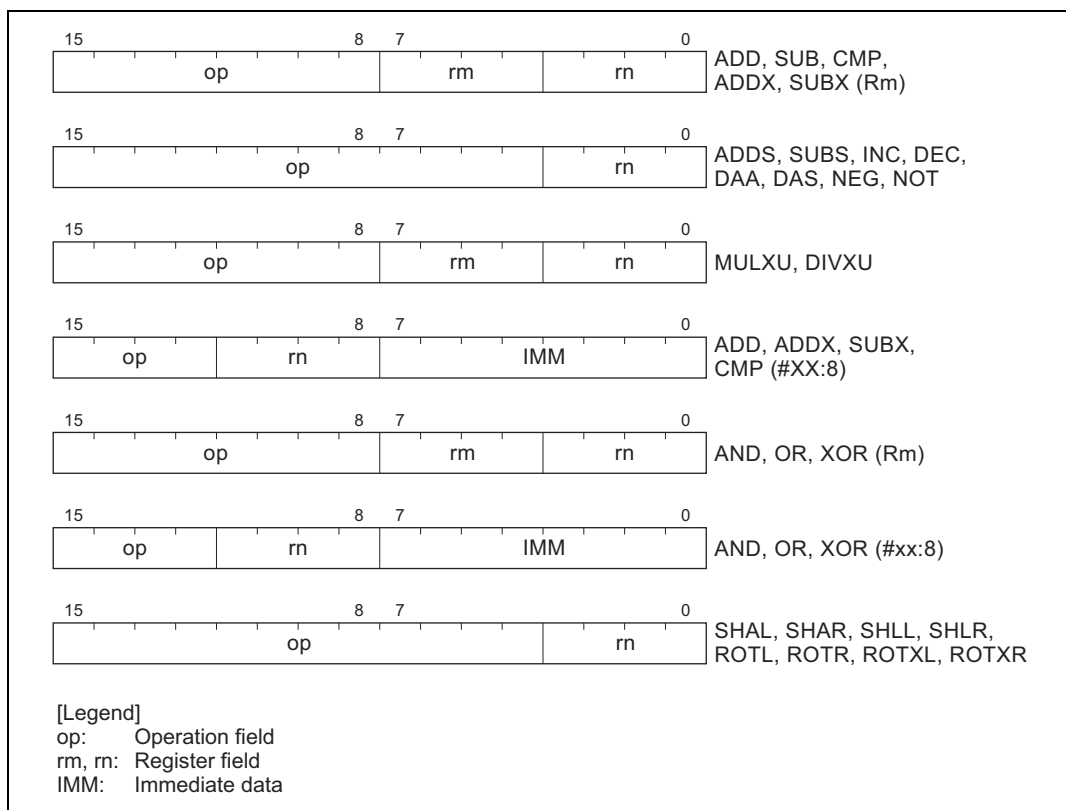 15 8 7 0
op rm rn
ADD, SUB, CMP,
ADDX, SUBX (Rm)
15 8 7 0
op rn
ADDS, SUBS, INC, DEC,
DAA, DAS, NEG, NOT
15 8 7 0
op rm rn
MULXU, DIVXU
15 8 7 0
op rn IMM
ADD, ADDX, SUBX,
CMP (#XX:8)
15 8 7 0
op rm rn
AND, OR, XOR (Rm)
15 8 7 0
op rn IMM
AND, OR, XOR (#xx:8)
15 8 7 0
op rn
SHAL, SHAR, SHLL, SHLR,
ROTL, ROTR, ROTXL, ROTXR
[Legend]
op: Operation field
rm, rn: Register field
IMM: Immediate data